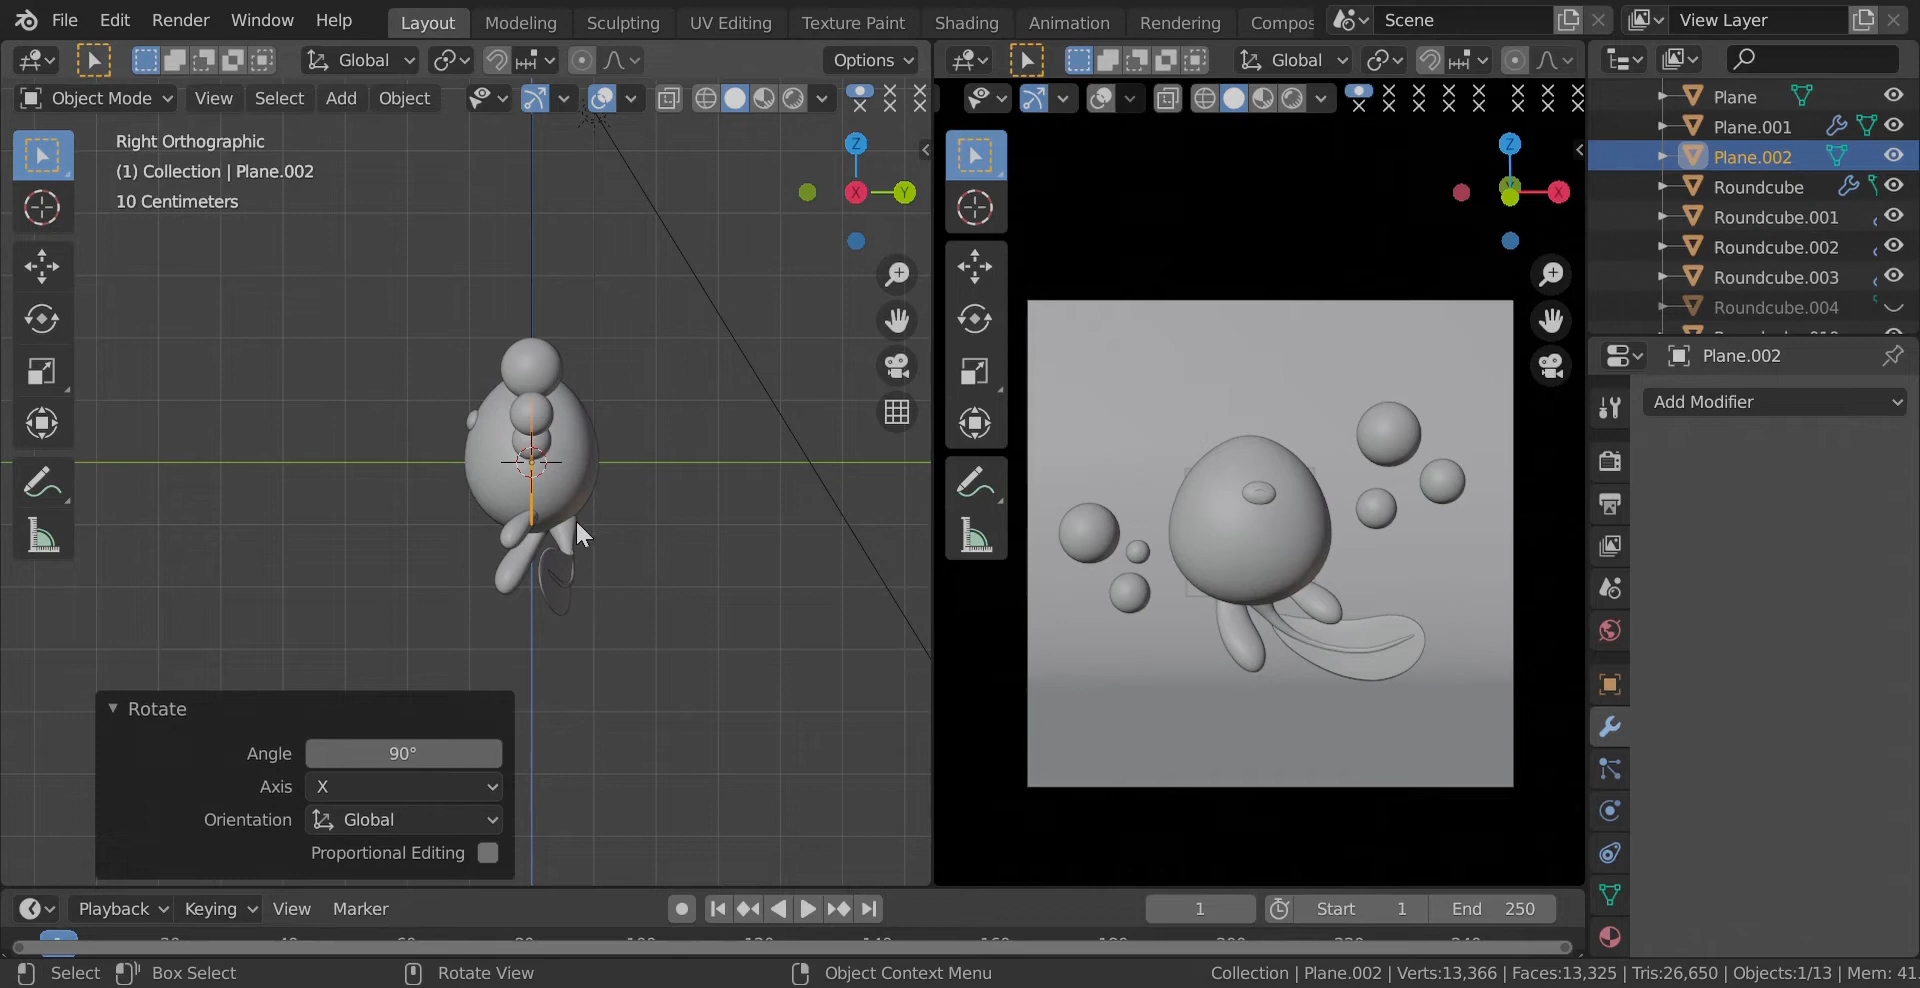 File Edit Render Window Help Layout Modeling Sculpting UV Editing Texture Paint Shading Animation Rendering Compos Scene View Layer
Global Options Global
Object Mode View Select Add Object
Right Orthographic
(1) Collection | Plane.002
10 Centimeters
Z
X
Y
Z
X
Plane
Plane.001
Plane.002
Roundcube
Roundcube.001
Roundcube.002
Roundcube.003
Roundcube.004
Plane.002
Add Modifier
Rotate
Angle 90°
Axis X
Orientation Global
Proportional Editing
Playback Keying View Marker 1 Start 1 End 250
Select Box Select Rotate View Object Context Menu Collection | Plane.002 | Verts:13,366 | Faces:13,325 | Tris:26,650 | Objects:1/13 | Mem: 41.